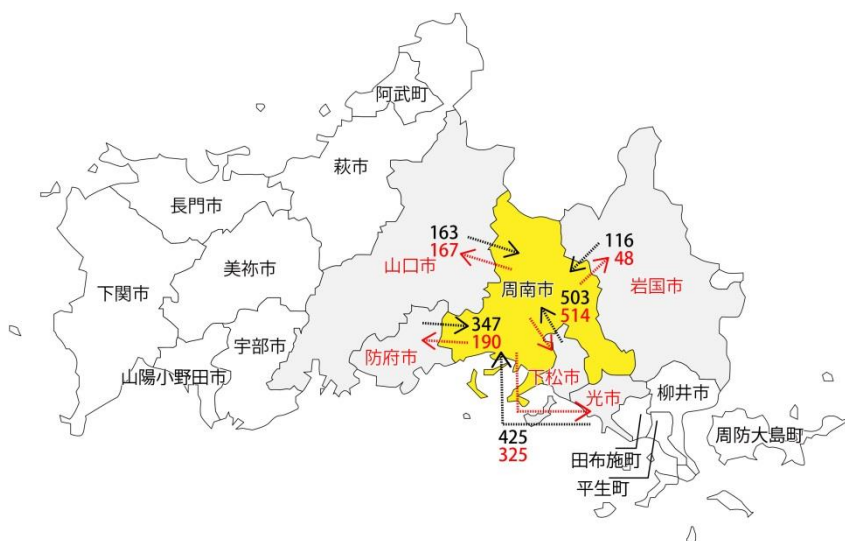 阿武町
萩市
長門市
163
167
山口市
116
48
美祢市
下関市
周南市
岩国市
503
514
宇部市
347
190
防府市
山陽小野田市
下松市
光市
柳井市
425
325
周防大島町
田布施町
平生町